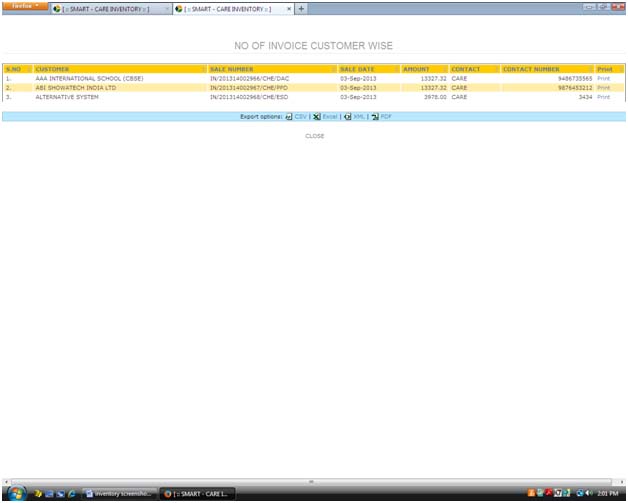 Firefox
[ :: SMART - CARE INVENTORY :: ] × [ :: SMART - CARE INVENTORY :: ] × +
NO OF INVOICE CUSTOMER WISE
S.NO CUSTOMER SALE NUMBER SALE DATE AMOUNT CONTACT CONTACT NUMBER Print
1. AAA INTERNATIONAL SCHOOL (CBSE) IN/201314002966/CHE/DAC 03-Sep-2013 13327.32 CARE 9486735565 Print
2. ABI SHOWATECH INDIA LTD IN/201314002967/CHE/PPD 03-Sep-2013 13327.32 CARE 9876453212 Print
3. ALTERNATIVE SYSTEM IN/201314002968/CHE/ESD 03-Sep-2013 3978.00 CARE 3434 Print
Export options: CSV | Excel | XML | PDF
CLOSE
inventory screensho... [ :: SMART - CARE I... 2:01 PM